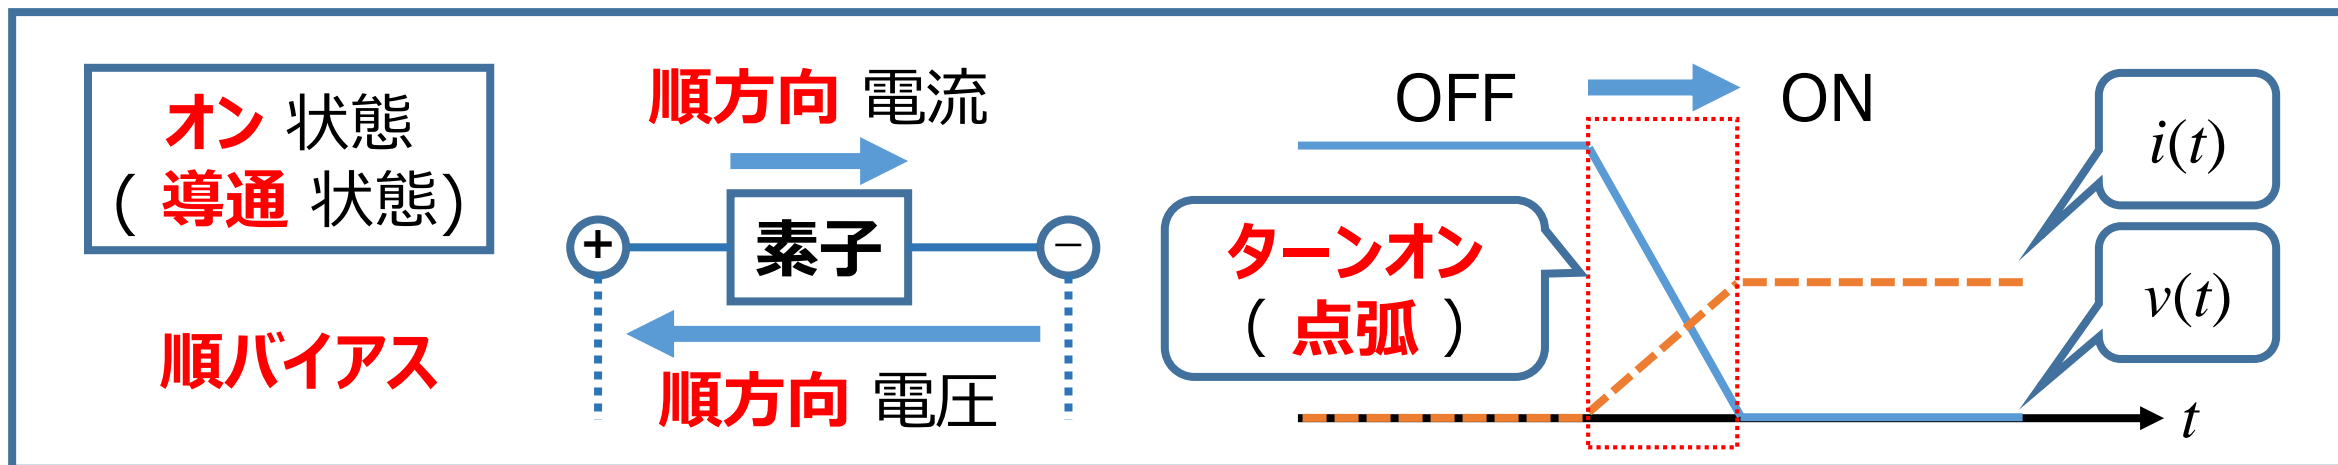 オン 状態
( 導通 状態)
順バイアス
順方向 電流
+
素子
−
順方向 電圧
OFF
ON
ターンオン
( 点弧 )
i(t)
v(t)
t